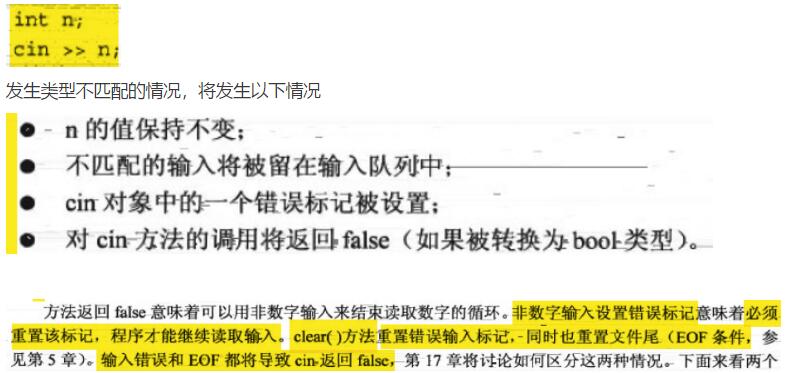 int n;
cin >> n;
发生类型不匹配的情况，将发生以下情况
● n 的值保持不变；
● 不匹配的输入将被留在输入队列中；
● cin 对象中的一个错误标记被设置；
● 对 cin 方法的调用将返回 false（如果被转换为 bool 类型）。
方法返回 false 意味着可以用非数字输入来结束读取数字的循环。非数字输入设置错误标记意味着必须
重置该标记，程序才能继续读取输入。clear( )方法重置错误输入标记，同时也重置文件尾（EOF 条件，参
见第 5 章）。输入错误和 EOF 都将导致 cin 返回 false，第 17 章将讨论如何区分这两种情况。下面来看两个